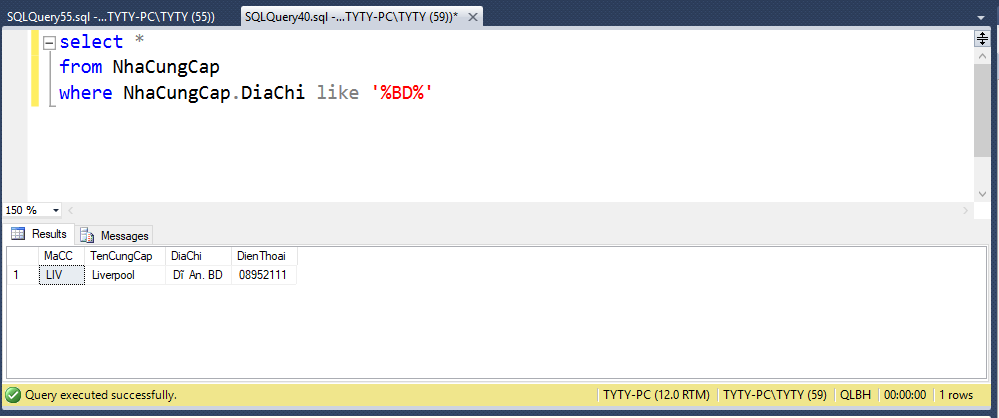 SQLQuery55.sql -...TYTY-PC\TYTY (55)) SQLQuery40.sql -...TYTY-PC\TYTY (59))* ✕
select *
from NhaCungCap
where NhaCungCap.DiaChi like '%BD%'
150 %
Results Messages
MaCC TenCungCap DiaChi DienThoai
1 LIV Liverpool Dĩ An. BD 08952111
Query executed successfully. TYTY-PC (12.0 RTM) TYTY-PC\TYTY (59) QLBH 00:00:00 1 rows